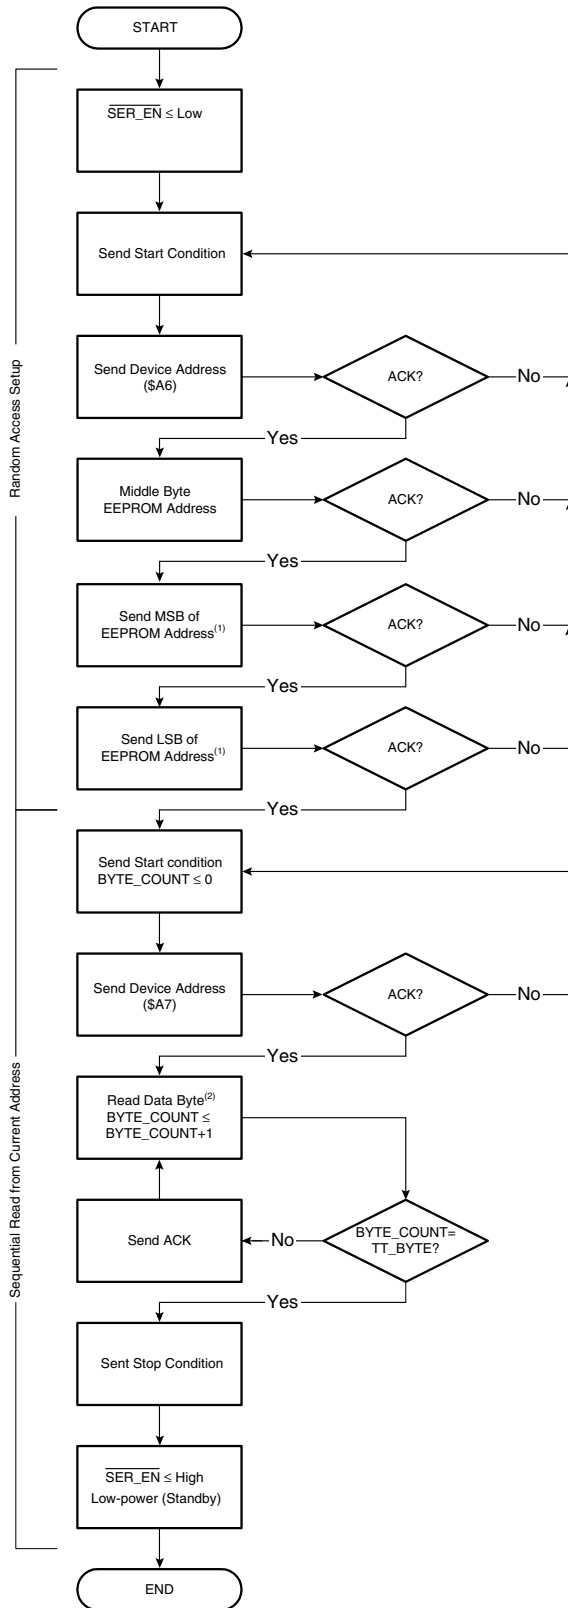 START
SER_EN ≤ Low
Send Start Condition
Send Device Address
($A6)
ACK?
No
Yes
Middle Byte
EEPROM Address
ACK?
No
Yes
Send MSB of
EEPROM Address(1)
ACK?
No
Yes
Send LSB of
EEPROM Address(1)
ACK?
No
Yes
Random Access Setup
Send Start condition
BYTE_COUNT ≤ 0
Send Device Address
($A7)
ACK?
No
Yes
Read Data Byte(2)
BYTE_COUNT ≤
BYTE_COUNT+1
BYTE_COUNT=
TT_BYTE?
No
Send ACK
Yes
Sent Stop Condition
SER_EN ≤ High
Low-power (Standby)
Sequential Read from Current Address
END